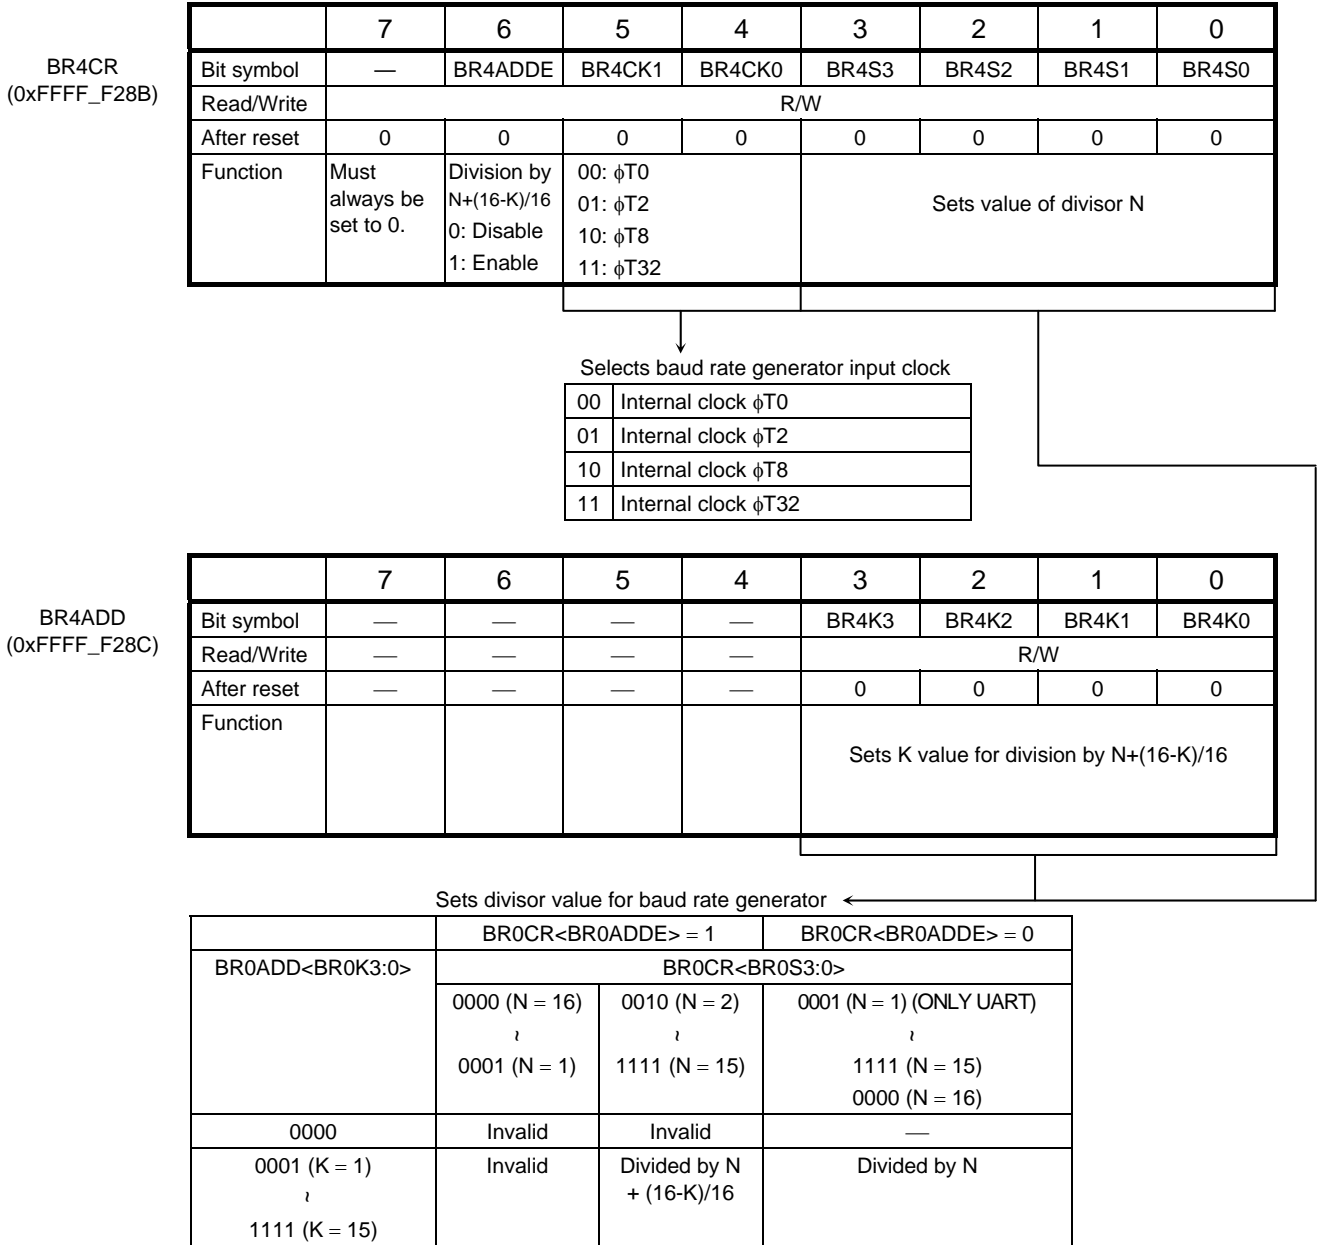 7 6 5 4 3 2 1 0
BR4CR
(0xFFFF_F28B)
Bit symbol — BR4ADDE BR4CK1 BR4CK0 BR4S3 BR4S2 BR4S1 BR4S0
Read/Write R/W
After reset 0 0 0 0 0 0 0 0
Function Must always be set to 0. Division by N+(16-K)/16 0: Disable 1: Enable 00: ϕT0 01: ϕT2 10: ϕT8 11: ϕT32 Sets value of divisor N
Selects baud rate generator input clock
00 Internal clock ϕT0
01 Internal clock ϕT2
10 Internal clock ϕT8
11 Internal clock ϕT32
7 6 5 4 3 2 1 0
BR4ADD
(0xFFFF_F28C)
Bit symbol — — — — BR4K3 BR4K2 BR4K1 BR4K0
Read/Write — — — — R/W
After reset — — — — 0 0 0 0
Function Sets K value for division by N+(16-K)/16
Sets divisor value for baud rate generator
BR0CR<BR0ADDE> = 1 BR0CR<BR0ADDE> = 0
BR0ADD<BR0K3:0> BR0CR<BR0S3:0>
0000 (N = 16) 0010 (N = 2) 0001 (N = 1) (ONLY UART)
≀ ≀ ≀
0001 (N = 1) 1111 (N = 15) 1111 (N = 15)
0000 (N = 16)
0000 Invalid Invalid —
0001 (K = 1) Invalid Divided by N Divided by N
≀ + (16-K)/16
1111 (K = 15)